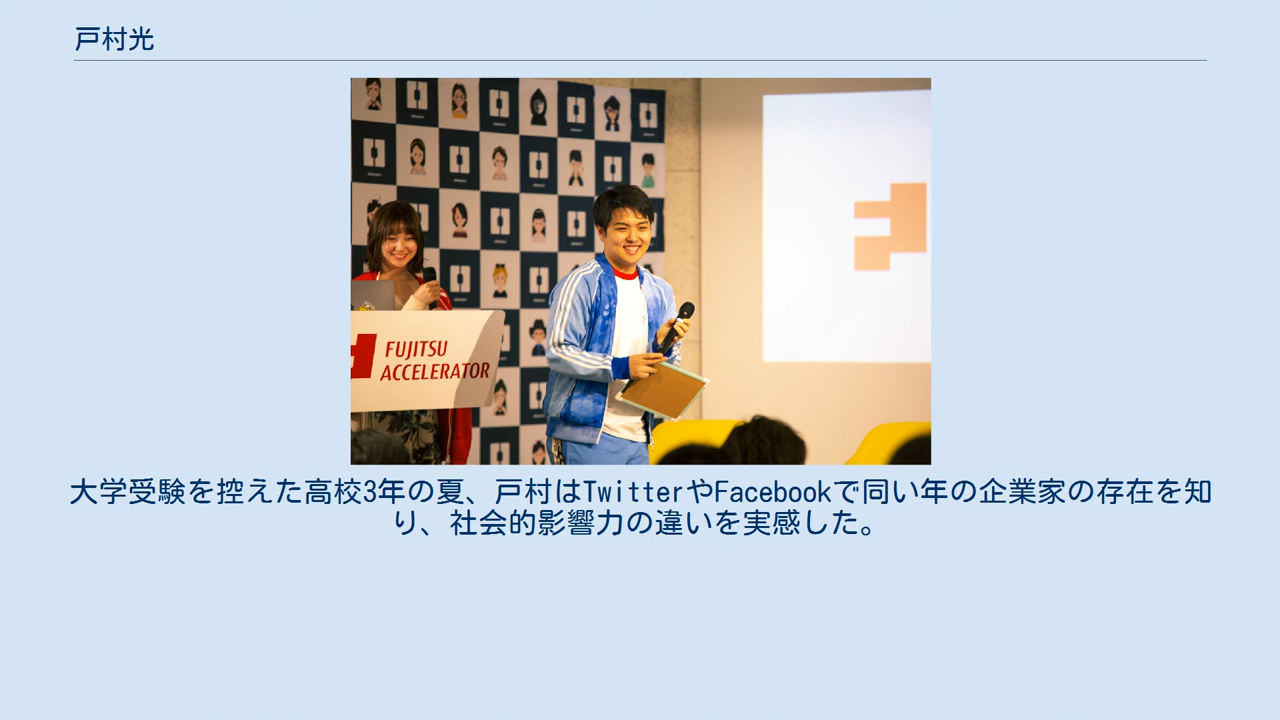 戸村光
FUJITSU
ACCELERATOR
大学受験を控えた高校3年の夏、戸村はTwitterやFacebookで同い年の企業家の存在を知
り、社会的影響力の違いを実感した。